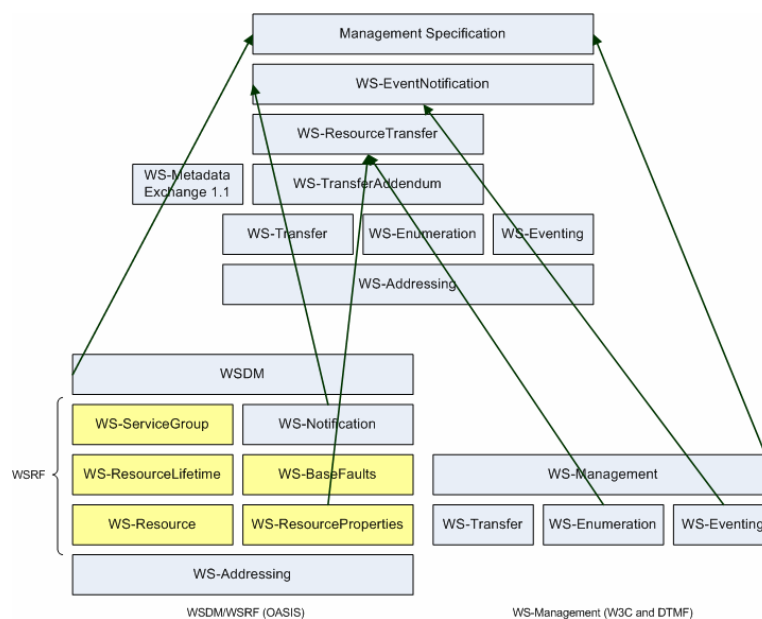 Management Specification
WS-EventNotification
WS-ResourceTransfer
WS-Metadata
Exchange 1.1
WS-TransferAddendum
WS-Transfer
WS-Enumeration
WS-Eventing
WS-Addressing
WSDM
WS-ServiceGroup
WS-Notification
WSRF
WS-ResourceLifetime
WS-BaseFaults
WS-Management
WS-Resource
WS-ResourceProperties
WS-Transfer
WS-Enumeration
WS-Eventing
WS-Addressing
WSDM/WSRF (OASIS)
WS-Management (W3C and DTMF)